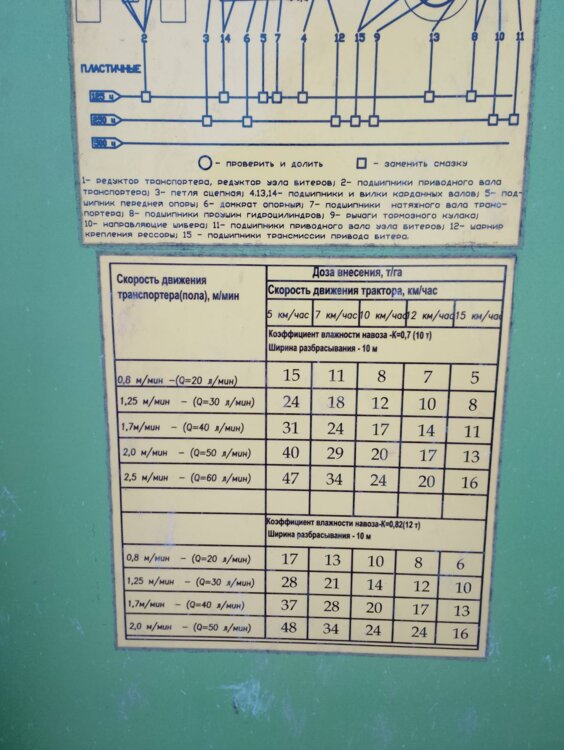 2 3 14 6 5 7 4 12 15 9 13 8 10 11
ПЛАСТИЧНЫЕ
125 ч
250 ч
500 ч
- проверить и долить - заменить смазку
1- редуктор транспортера, редуктор узла битеров; 2- подшипники приводного вала
транспортера; 3- петля сцепная; 4,13,14- подшипники и вилки карданных валов; 5- под-
шипник передней опоры; 6- домкрат опорный; 7- подшипники натяжного вала транс-
портера; 8- подшипники проушин гидроцилиндров; 9- рычаги тормозного кулака;
10- направляющие шибера; 11- подшипники приводного вала узла битеров; 12- шарнир
крепления рессоры; 15 - подшипники трансмиссии привода битера.
Скорость движения
транспортера(пола), м/мин
Доза внесения, т/га
Скорость движения трактора, км/час
5 км/час 7 км/час 10 км/час 12 км/час 15 км/час
Коэффициент влажности навоза -К=0,7 (10 т)
Ширина разбрасывания - 10 м
0,8 м/мин -(Q=20 л/мин) 15 11 8 7 5
1,25 м/мин -(Q=30 л/мин) 24 18 12 10 8
1,7м/мин - (Q=40 л/мин) 31 24 17 14 11
2,0 м/мин - (Q=50 л/мин) 40 29 20 17 13
2,5 м/мин - (Q=60 л/мин) 47 34 24 20 16
Коэффициент влажности навоза-К=0,82(12 т)
Ширина разбрасывания - 10 м
0,8 м/мин - (Q=20 л/мин) 17 13 10 8 6
1,25 м/мин - (Q=30 л/мин) 28 21 14 12 10
1,7м/мин - (Q=40 л/мин) 37 28 20 17 13
2,0 м/мин - (Q=50 л/мин) 48 34 24 24 16